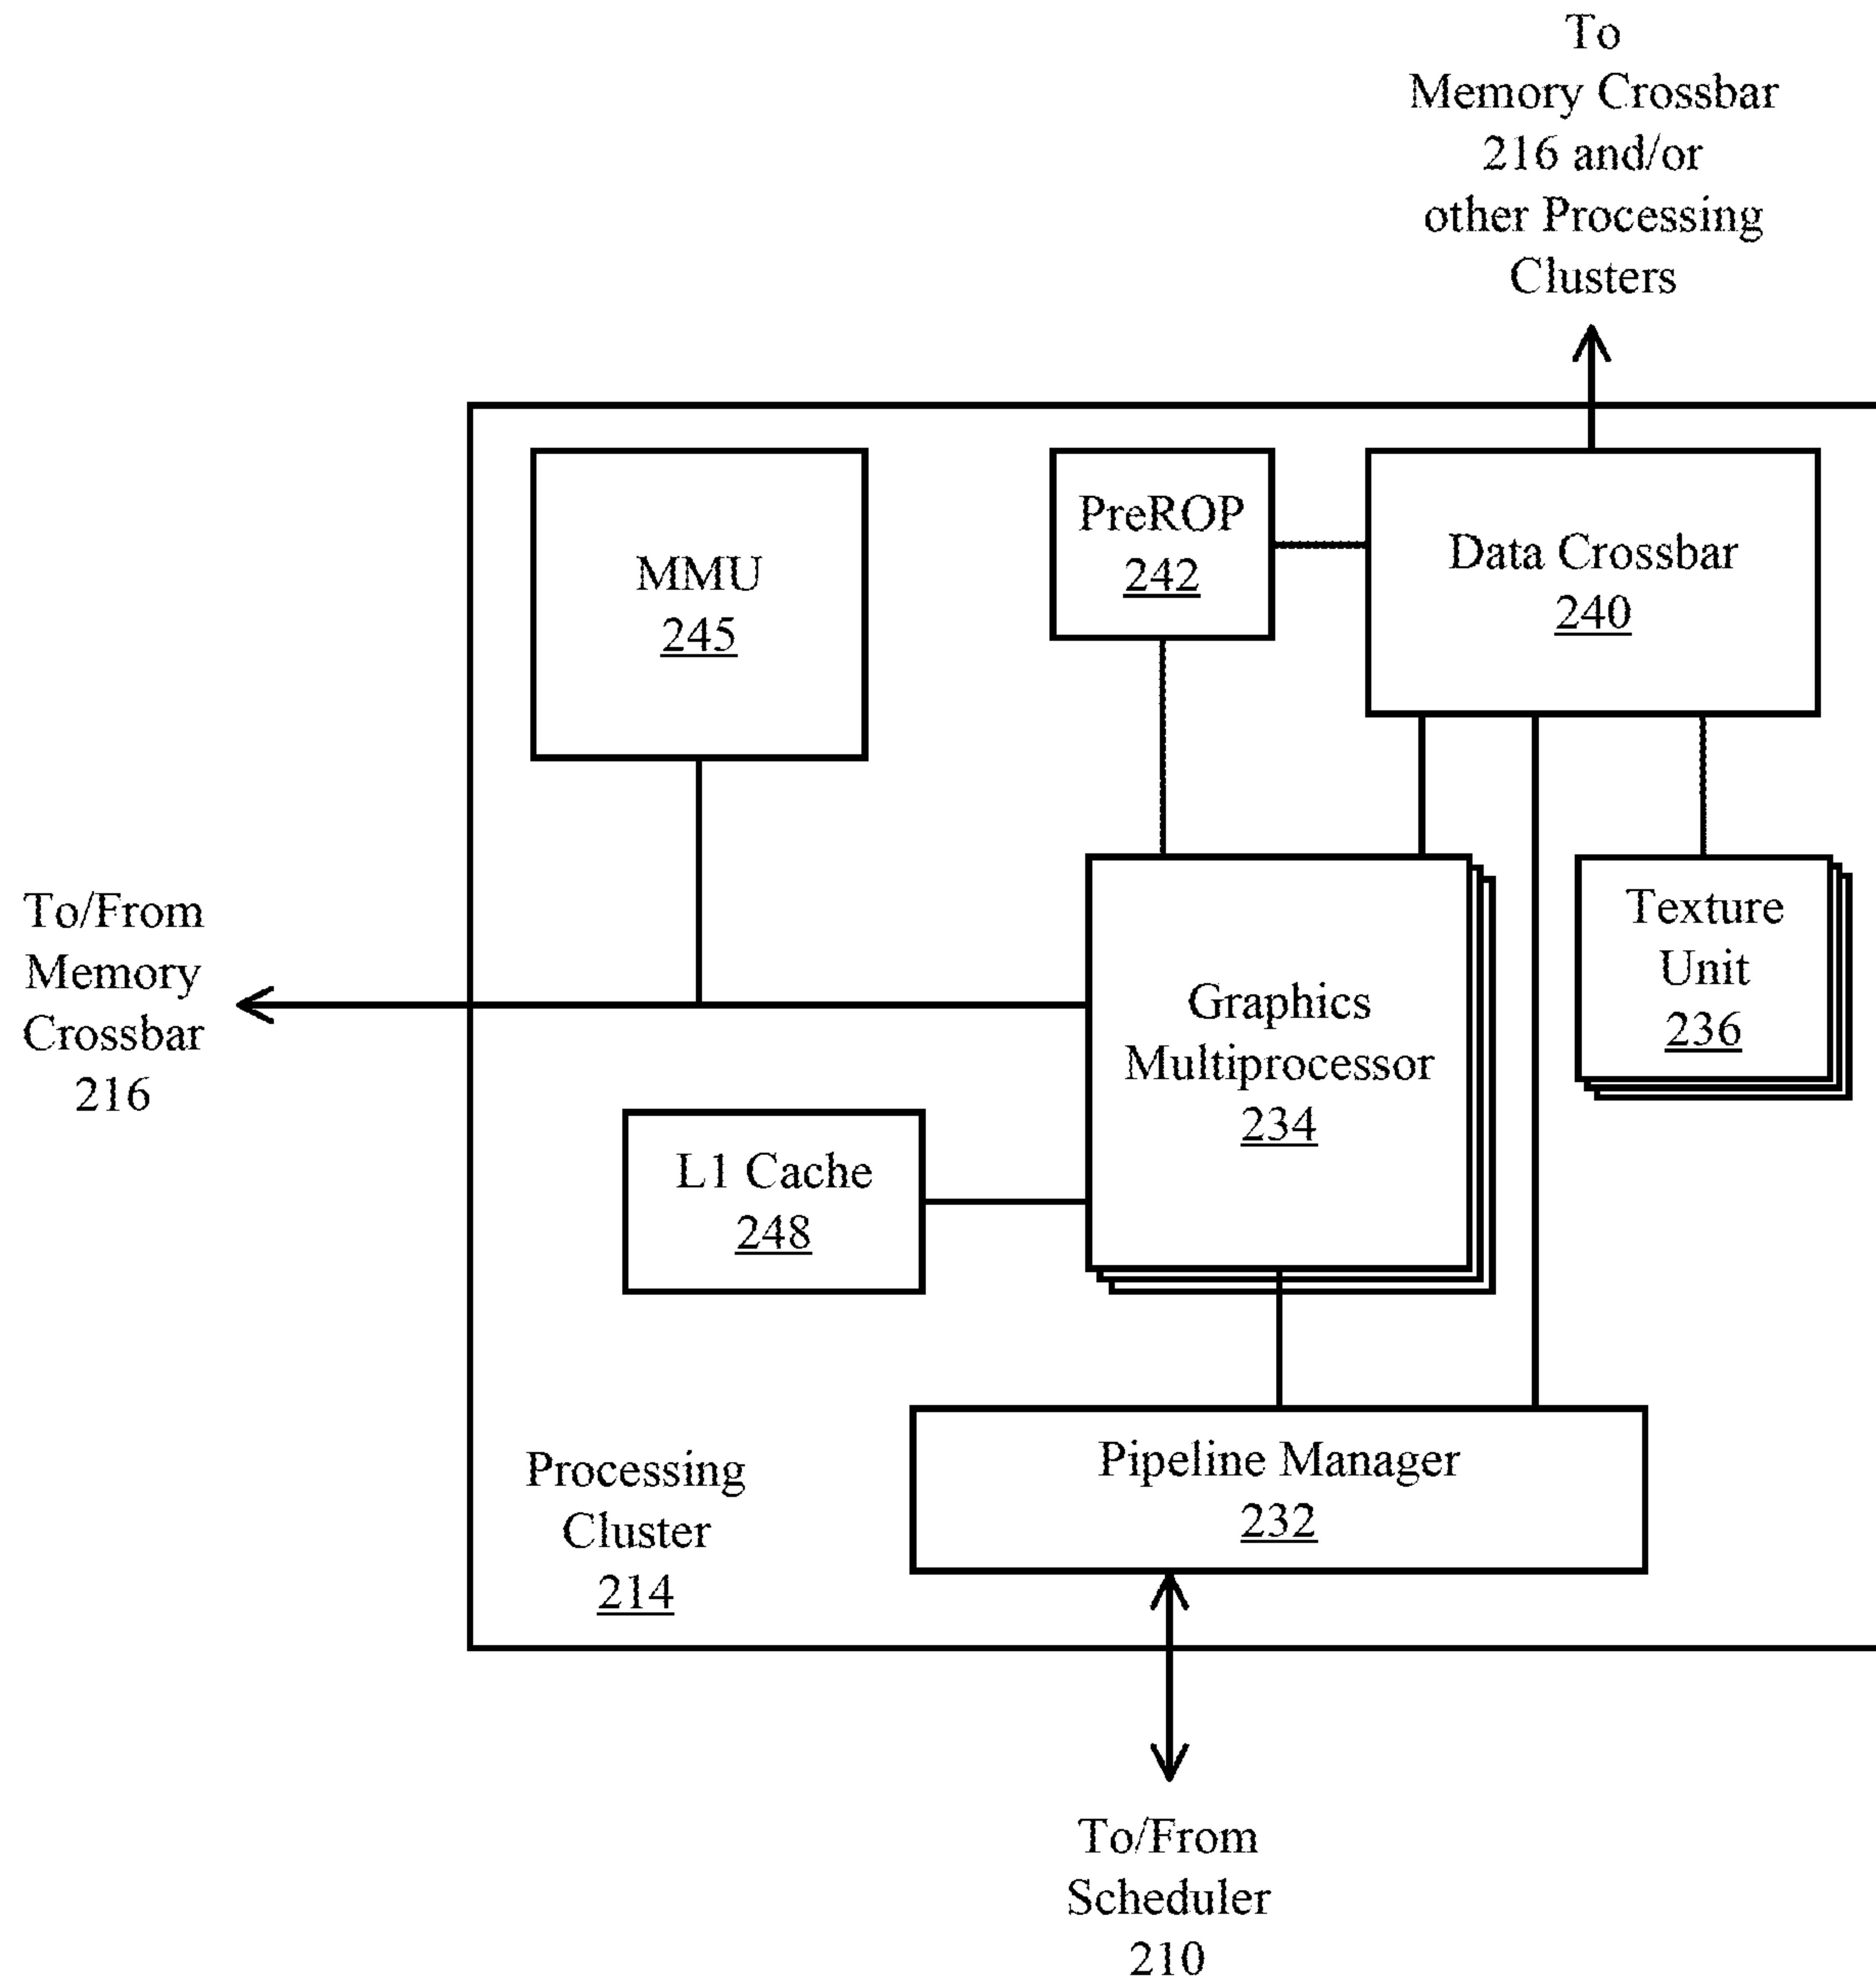 To
Memory Crossbar
216 and/or
other Processing
Clusters
PreROP
242
Data Crossbar
240
MMU
245
To/From
Memory
Crossbar
216
Graphics
Multiprocessor
234
Texture
Unit
236
L1 Cache
248
Pipeline Manager
232
Processing
Cluster
214
To/From
Scheduler
210